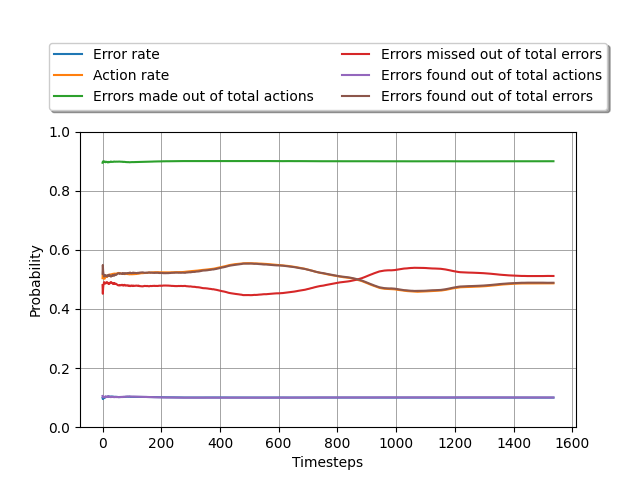 Error rate
Action rate
Errors made out of total actions
Errors missed out of total errors
Errors found out of total actions
Errors found out of total errors
1.0
0.8
0.6
0.4
0.2
0.0
Probability
0 200 400 600 800 1000 1200 1400 1600
Timesteps